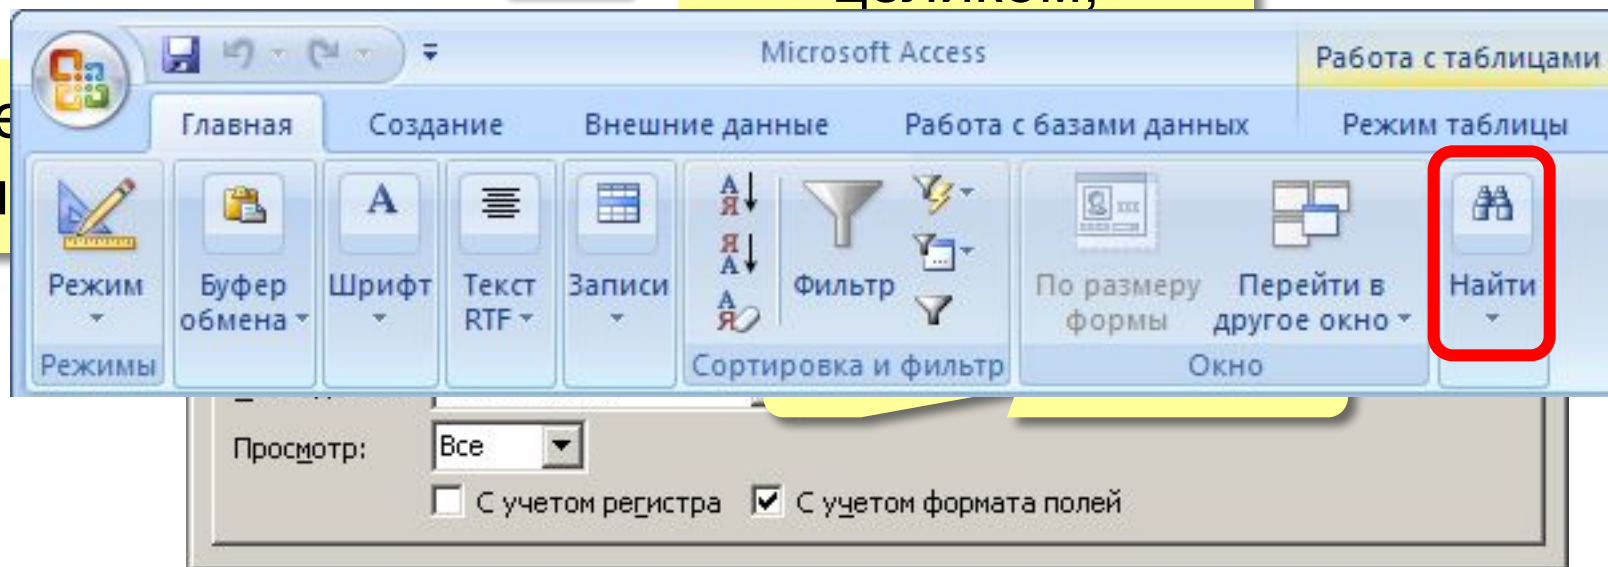 целиком,
Microsoft Access
Работа с таблицами
Главная Создание Внешние данные Работа с базами данных Режим таблицы
Режим Буфер обмена Шрифт Текст RTF Записи Фильтр По размеру формы Перейти в другое окно Найти
Режимы Сортировка и фильтр Окно
Просмотр: Все
С учетом регистра С учетом формата полей